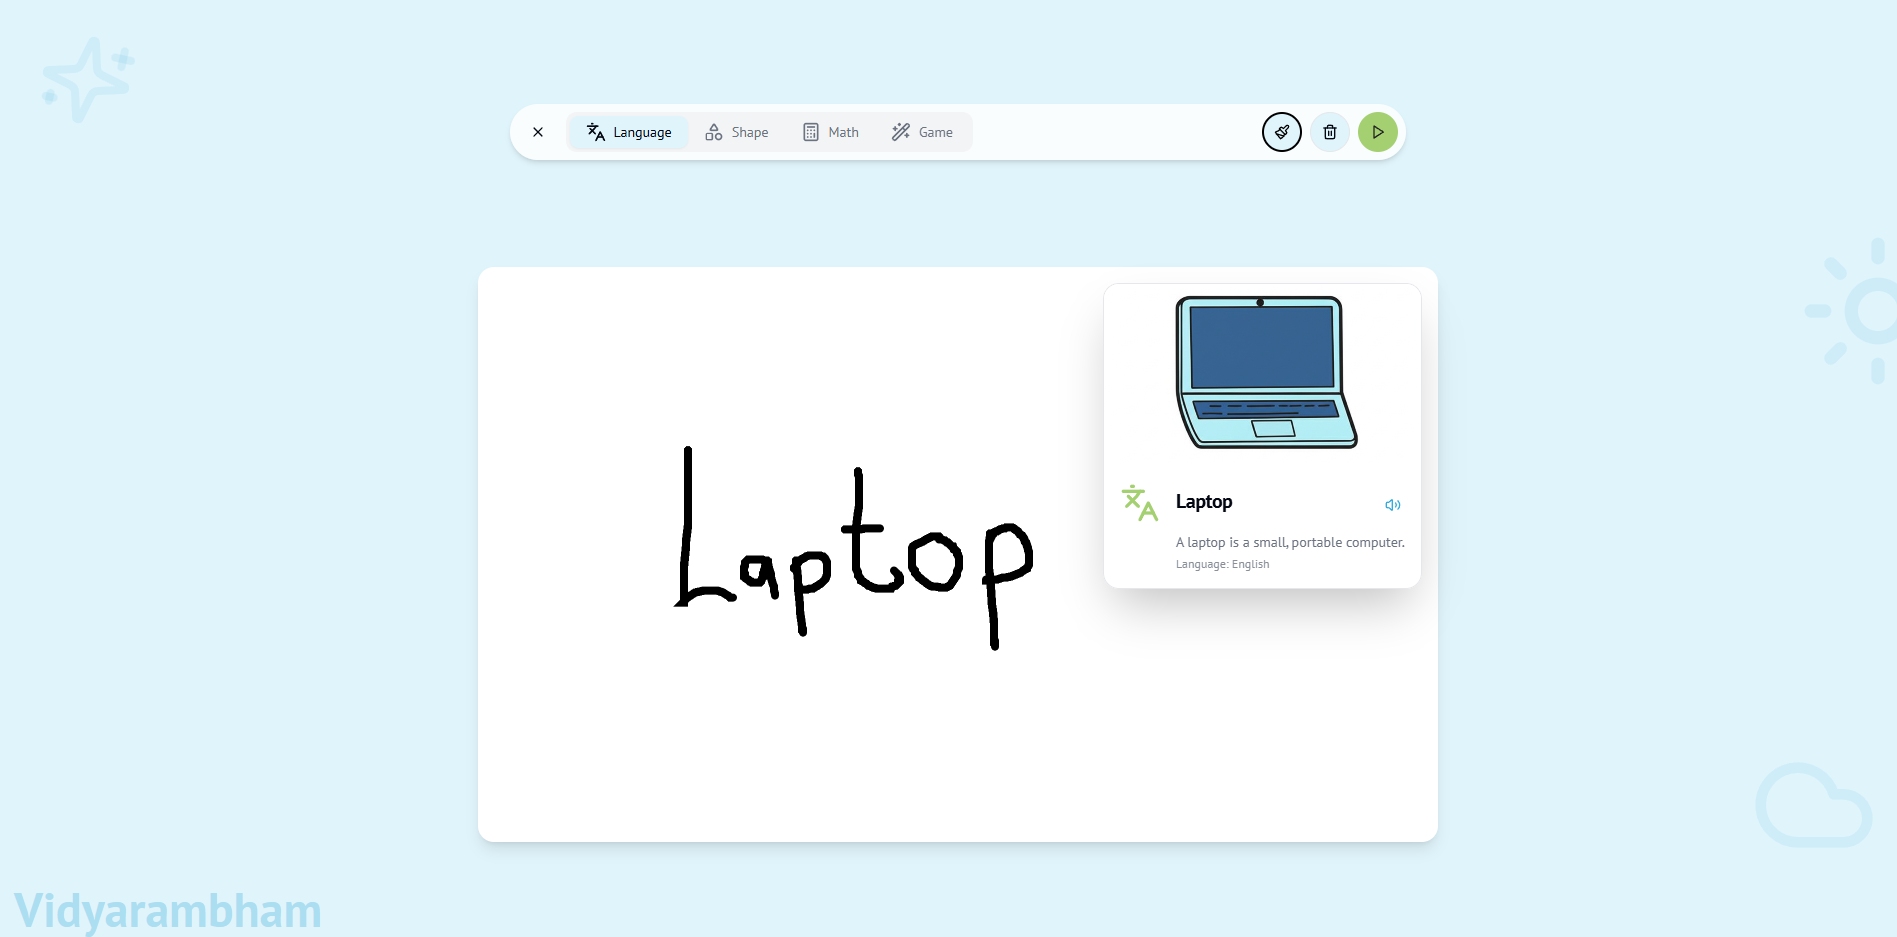 Language
Shape
Math
Game
Laptop
Laptop
A laptop is a small, portable computer.
Language: English
Vidyarambham